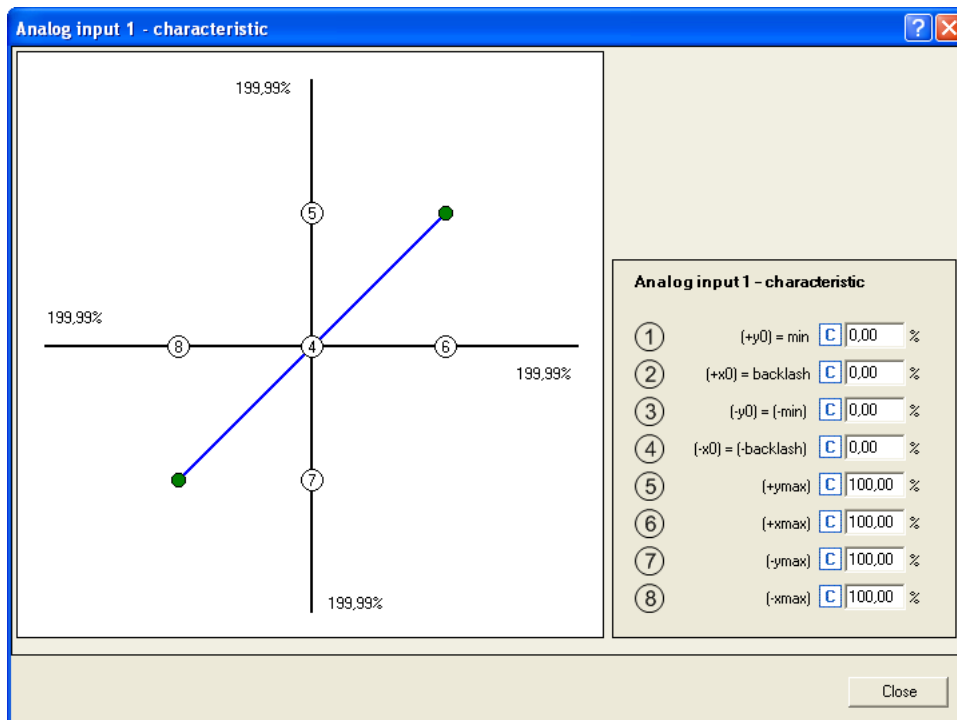 Analog input 1 - characteristic
?
199,99%
5
199,99%
8
4
6
199,99%
7
199,99%
Analog input 1 – characteristic
1 (+y0) = min C 0,00 %
2 (+x0) = backlash C 0,00 %
3 (-y0) = (-min) C 0,00 %
4 (-x0) = (-backlash) C 0,00 %
5 (+ymax) C 100,00 %
6 (+xmax) C 100,00 %
7 (-ymax) C 100,00 %
8 (-xmax) C 100,00 %
Close